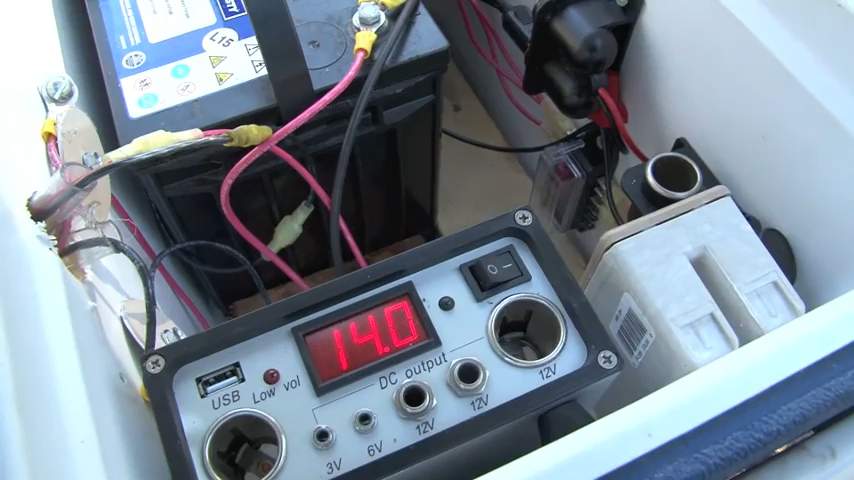 L15
14.0
USB
Low vol
DC output
3V
6V
12V
12V
12V